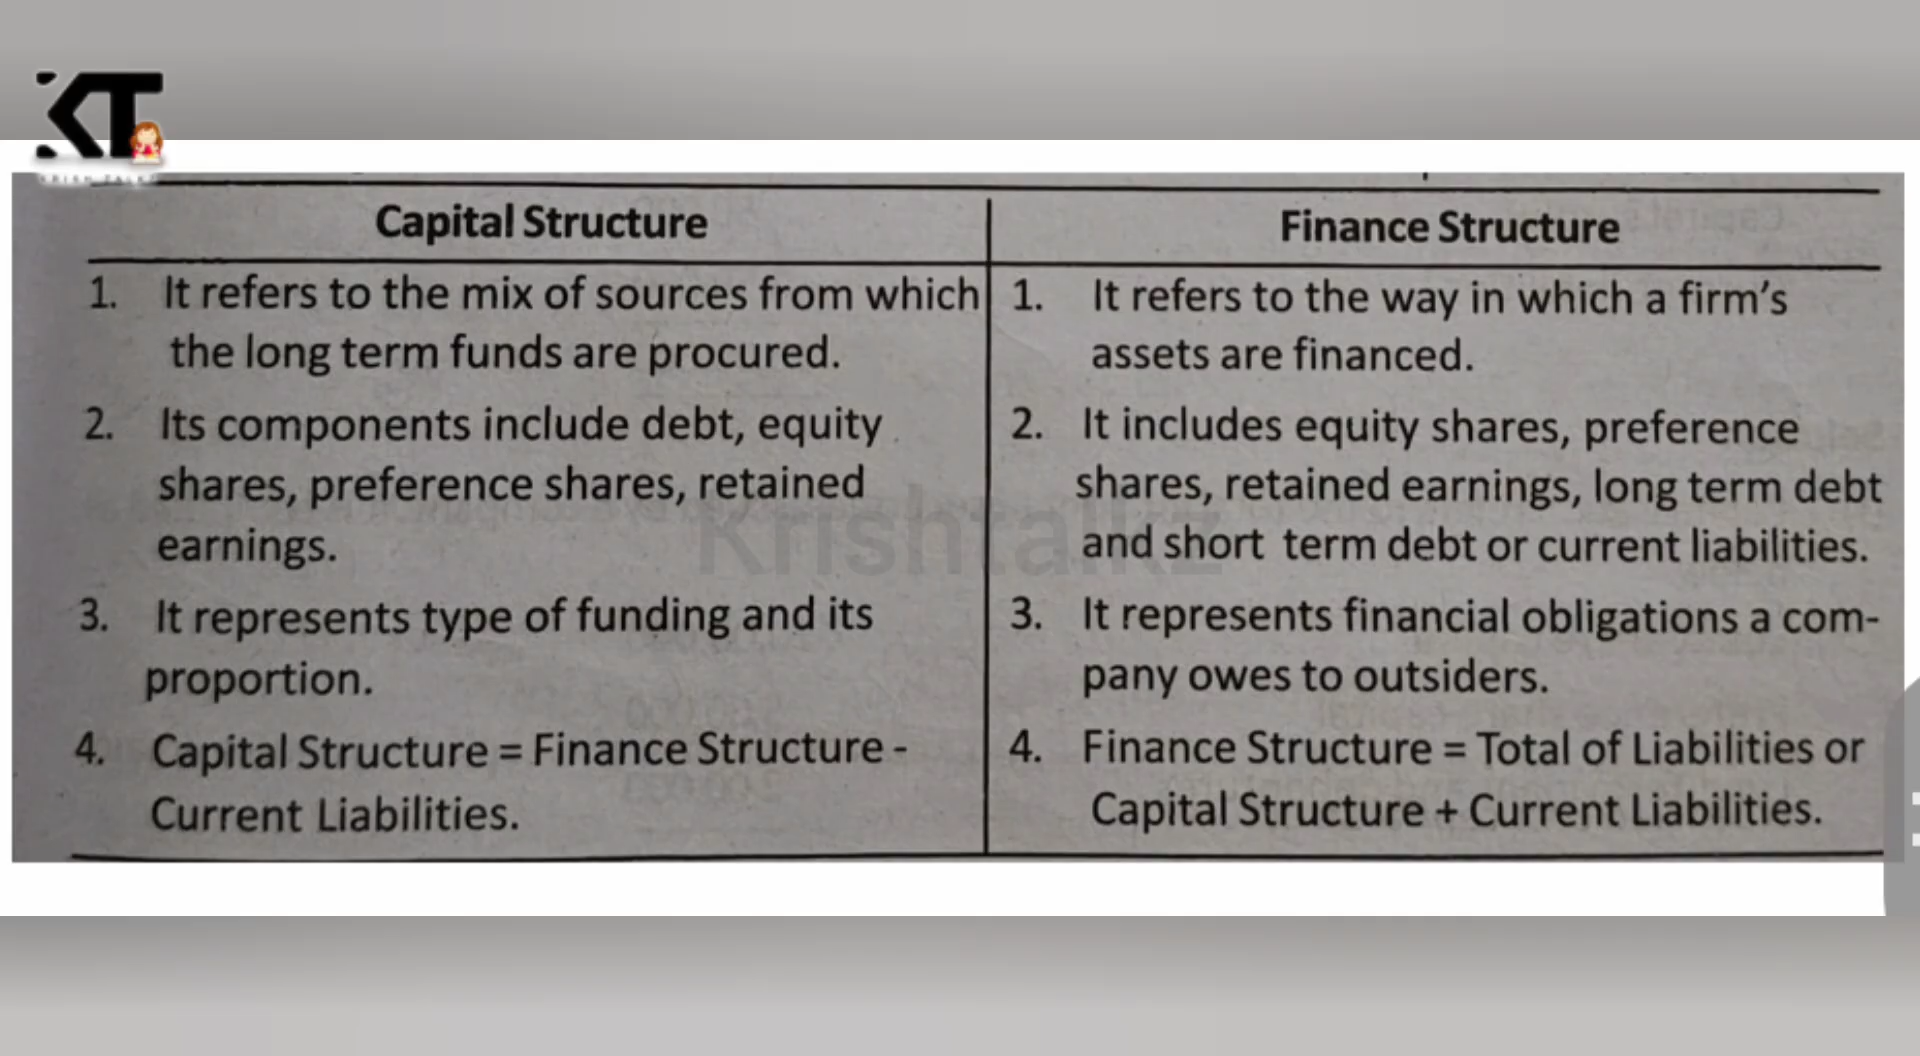 KT
Capital Structure
1. It refers to the mix of sources from which
the long term funds are procured.
2. Its components include debt, equity
shares, preference shares, retained
earnings.
3. It represents type of funding and its
proportion.
4. Capital Structure = Finance Structure -
Current Liabilities.
Finance Structure
1. It refers to the way in which a firm's
assets are financed.
2. It includes equity shares, preference
shares, retained earnings, long term debt
and short term debt or current liabilities.
3. It represents financial obligations a com-
pany owes to outsiders.
4. Finance Structure = Total of Liabilities or
Capital Structure + Current Liabilities.
Krishtalkz